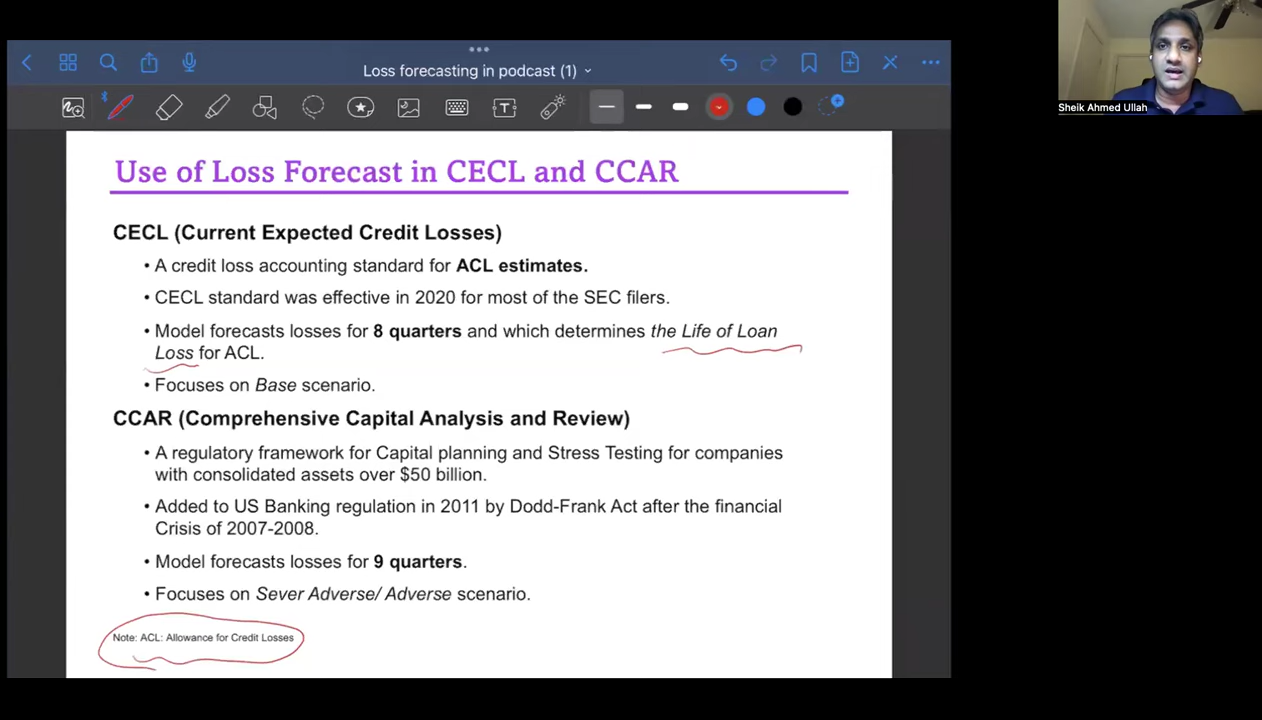 Loss forecasting in podcast (1)
T
Sheik Ahmed Ullah
Use of Loss Forecast in CECL and CCAR
CECL (Current Expected Credit Losses)
• A credit loss accounting standard for ACL estimates.
• CECL standard was effective in 2020 for most of the SEC filers.
• Model forecasts losses for 8 quarters and which determines the Life of Loan
Loss for ACL.
• Focuses on Base scenario.
CCAR (Comprehensive Capital Analysis and Review)
• A regulatory framework for Capital planning and Stress Testing for companies
with consolidated assets over $50 billion.
• Added to US Banking regulation in 2011 by Dodd-Frank Act after the financial
Crisis of 2007-2008.
• Model forecasts losses for 9 quarters.
• Focuses on Sever Adverse/ Adverse scenario.
Note: ACL: Allowance for Credit Losses